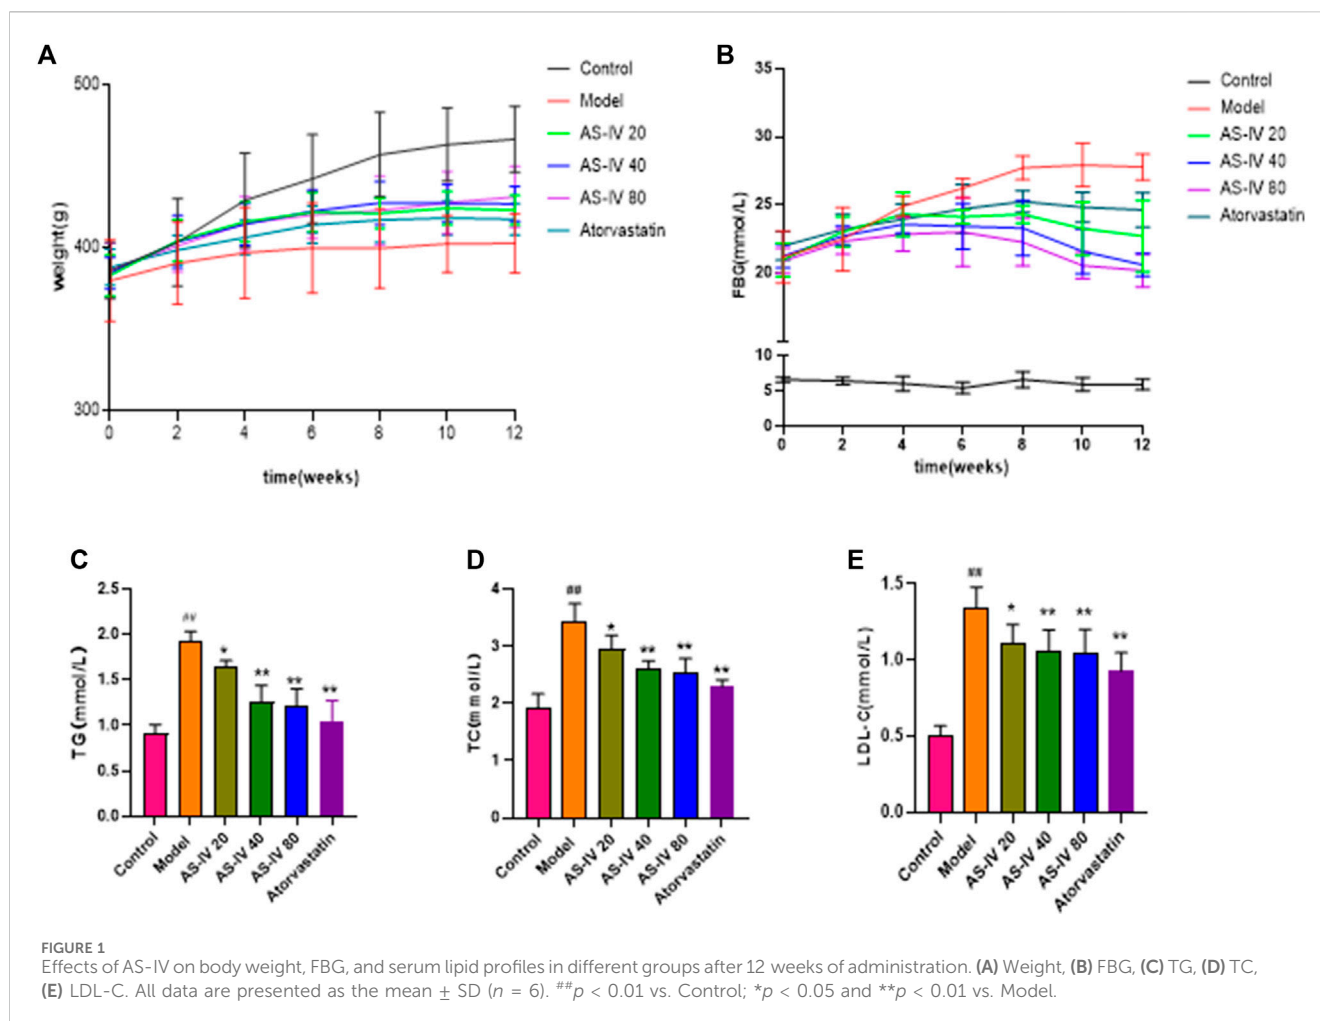 A
weight(g)
500
400
300
0 2 4 6 8 10 12
time(weeks)
Control
Model
AS-IV 20
AS-IV 40
AS-IV 80
Atorvastatin
B
FBG(mmol/L)
35
30
25
20
10
5
0
0 2 4 6 8 10 12
time(weeks)
Control
Model
AS-IV 20
AS-IV 40
AS-IV 80
Atorvastatin
C
TG(mmol/L)
2.5
2.0
1.5
1.0
0.5
0.0
##
*
**
**
**
Control
Model
AS-IV 20
AS-IV 40
AS-IV 80
Atorvastatin
D
TC(mmol/L)
4
3
2
1
0
##
*
**
**
**
Control
Model
AS-IV 20
AS-IV 40
AS-IV 80
Atorvastatin
E
LDL-C(mmol/L)
1.5
1.0
0.5
0.0
##
*
**
**
**
Control
Model
AS-IV 20
AS-IV 40
AS-IV 80
Atorvastatin
FIGURE 1
Effects of AS-IV on body weight, FBG, and serum lipid profiles in different groups after 12 weeks of administration. (A) Weight, (B) FBG, (C) TG, (D) TC,
(E) LDL-C. All data are presented as the mean ± SD (n = 6). ##p < 0.01 vs. Control; *p < 0.05 and **p < 0.01 vs. Model.